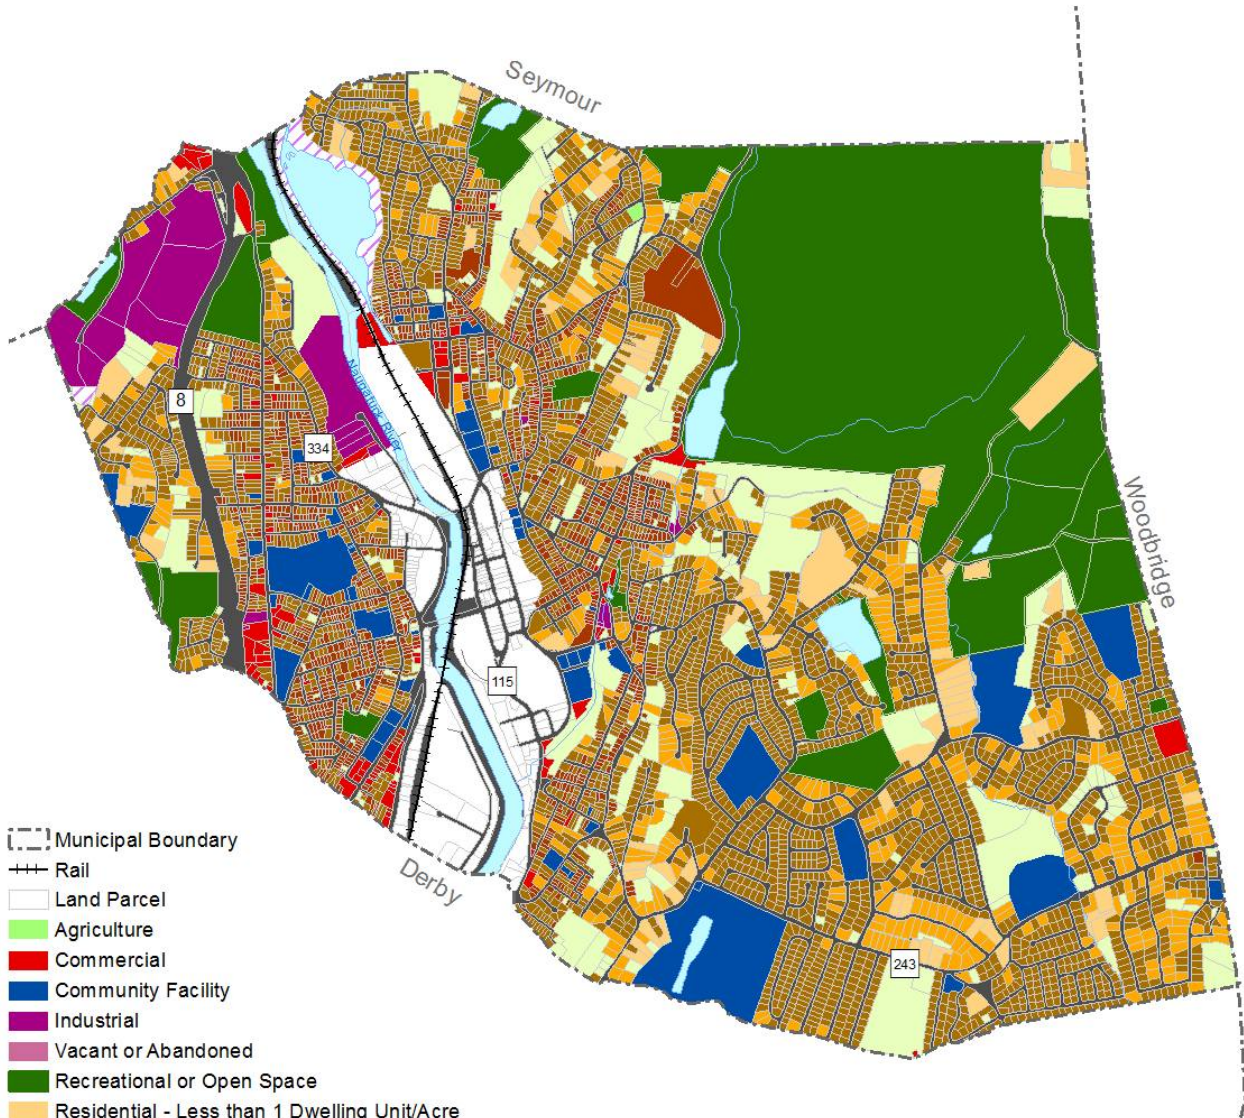 Seymour
8
Naugatuck River
334
Woodbridge
115
Derby
243
Municipal Boundary
Rail
Land Parcel
Agriculture
Commercial
Community Facility
Industrial
Vacant or Abandoned
Recreational or Open Space
Residential - Less than 1 Dwelling Unit/Acre